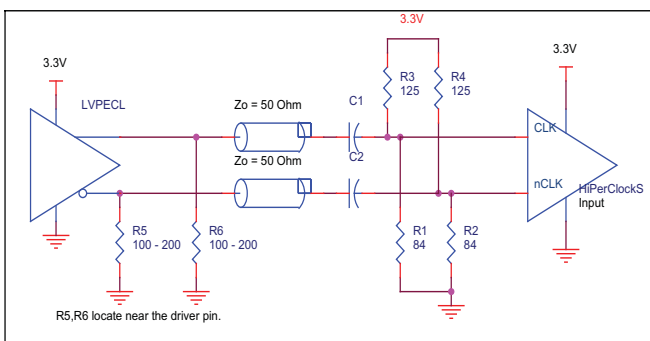 3.3V
3.3V
3.3V
LVPECL
R3
125
R4
125
Zo = 50 Ohm
C1
CLK
Zo = 50 Ohm
C2
nCLK
HiPerClockS
Input
R5
100 - 200
R6
100 - 200
R1
84
R2
84
R5,R6 locate near the driver pin.